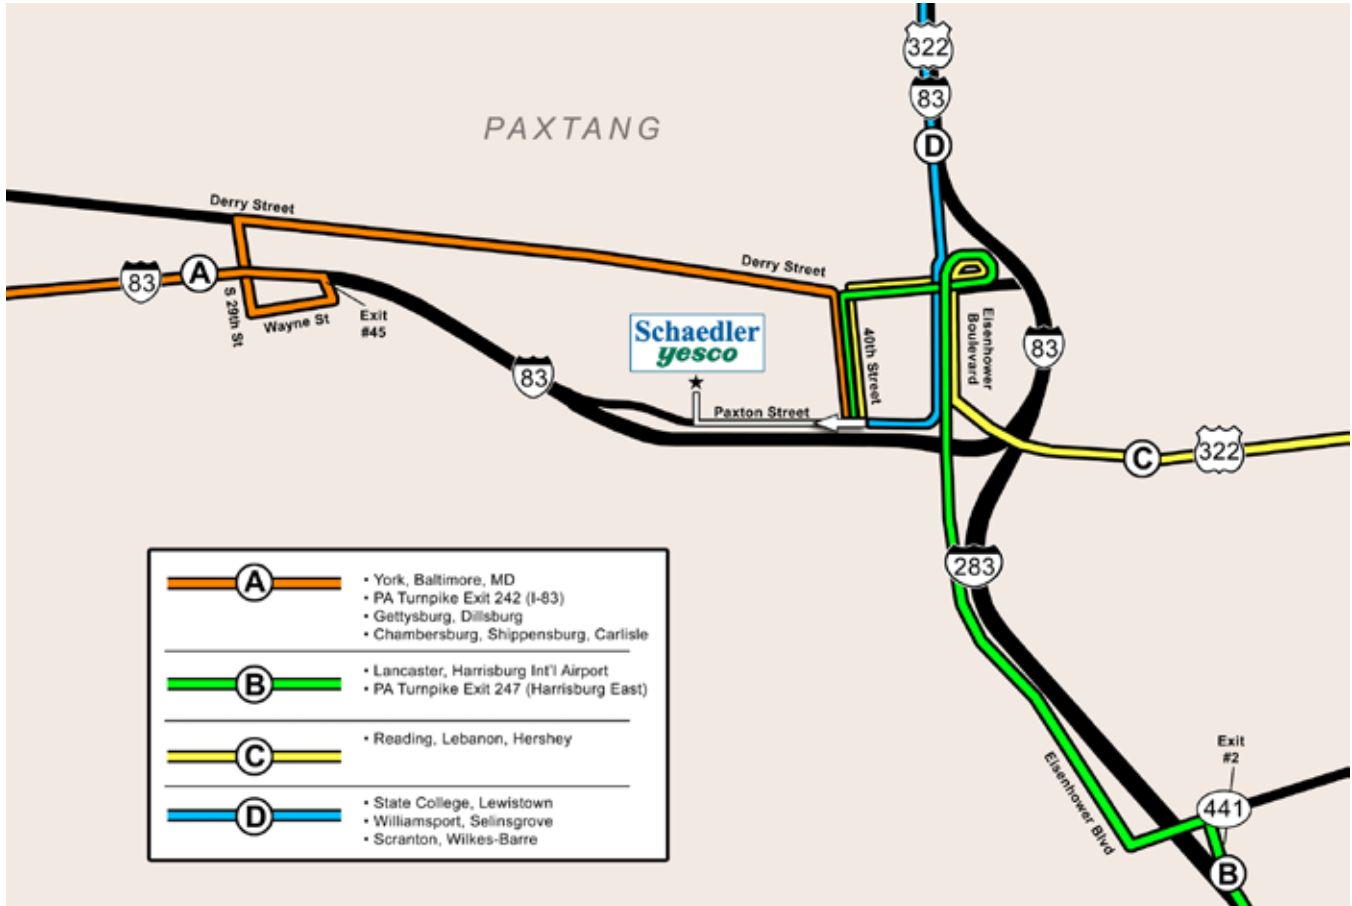 322
83
D
PAXTANG
Derry Street
Derry Street
83
A
S 29th St
Wayne St
Exit
#45
83
Schaedler
yesco
Paxton Street
40th Street
Eisenhower
Boulevard
83
C
322
283
Eisenhower Blvd
Exit
#2
441
B
A
• York, Baltimore, MD
• PA Turnpike Exit 242 (I-83)
• Gettysburg, Dillsburg
• Chambersburg, Shippensburg, Carlisle
B
• Lancaster, Harrisburg Int'l Airport
• PA Turnpike Exit 247 (Harrisburg East)
C
• Reading, Lebanon, Hershey
D
• State College, Lewistown
• Williamsport, Selinsgrove
• Scranton, Wilkes-Barre